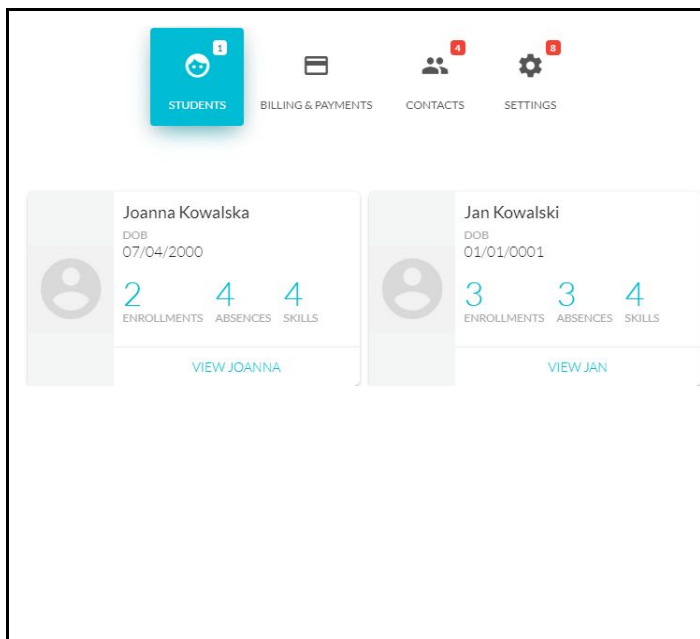 1
4
8
STUDENTS
BILLING & PAYMENTS
CONTACTS
SETTINGS
Joanna Kowalska
DOB
07/04/2000
2 4 4
ENROLLMENTS ABSENCES SKILLS
VIEW JOANNA
Jan Kowalski
DOB
01/01/0001
3 3 4
ENROLLMENTS ABSENCES SKILLS
VIEW JAN